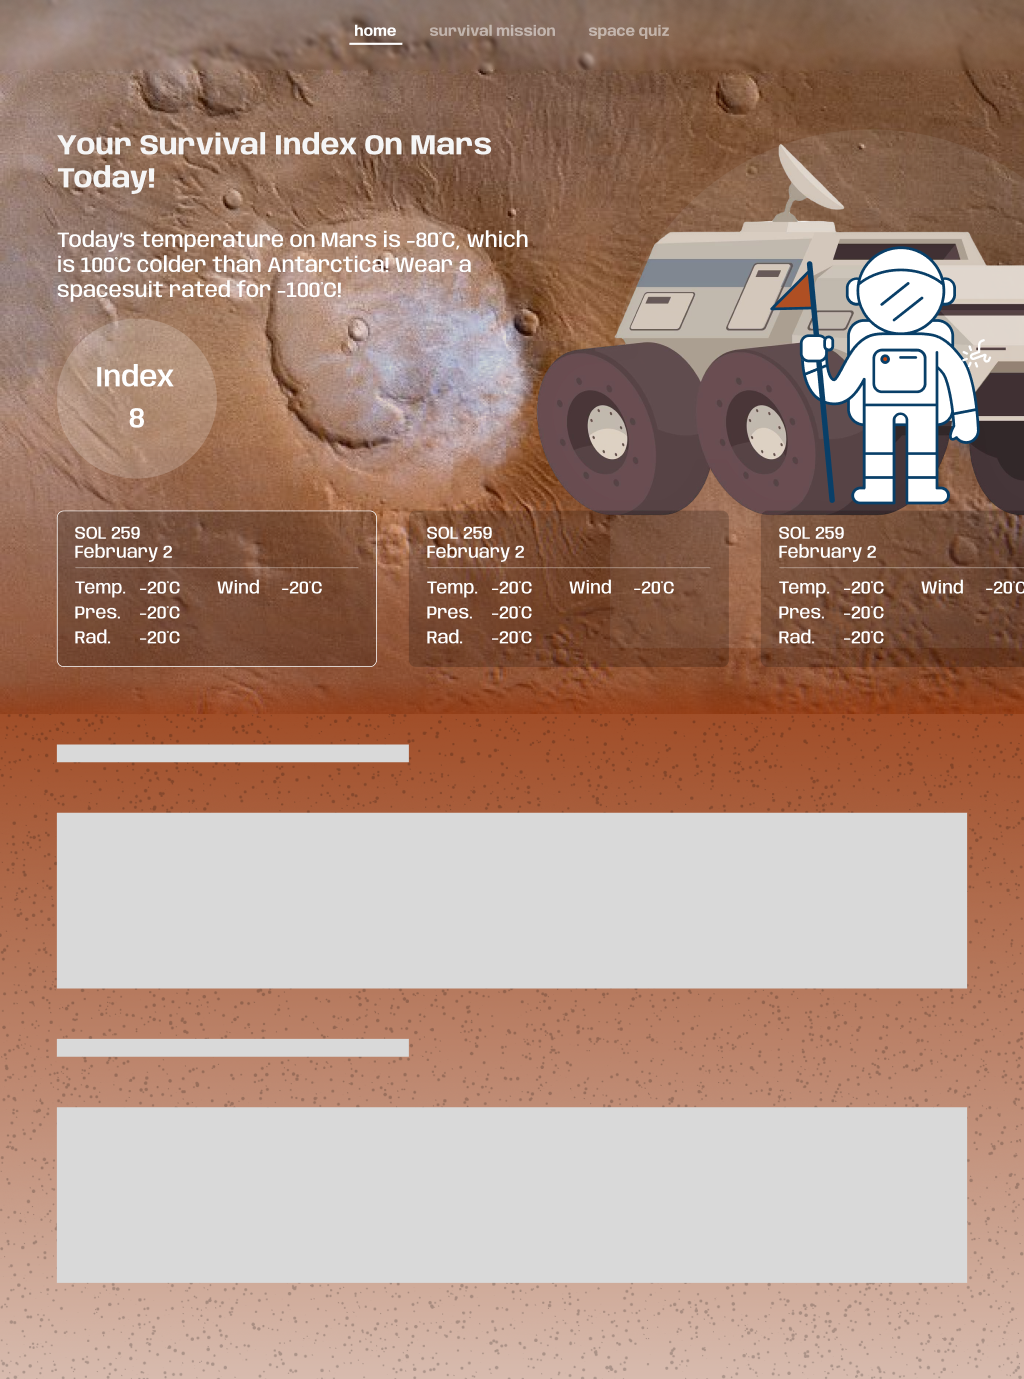 home survival mission space quiz
Your Survival Index On Mars
Today!
Today's temperature on Mars is -80°C, which
is 100°C colder than Antarctica! Wear a
spacesuit rated for -100°C!
Index
8
SOL 259
February 2
Temp. -20°C Wind -20°C
Pres. -20°C
Rad. -20°C
SOL 259
February 2
Temp. -20°C Wind -20°C
Pres. -20°C
Rad. -20°C
SOL 259
February 2
Temp. -20°C Wind -20°C
Pres. -20°C
Rad. -20°C